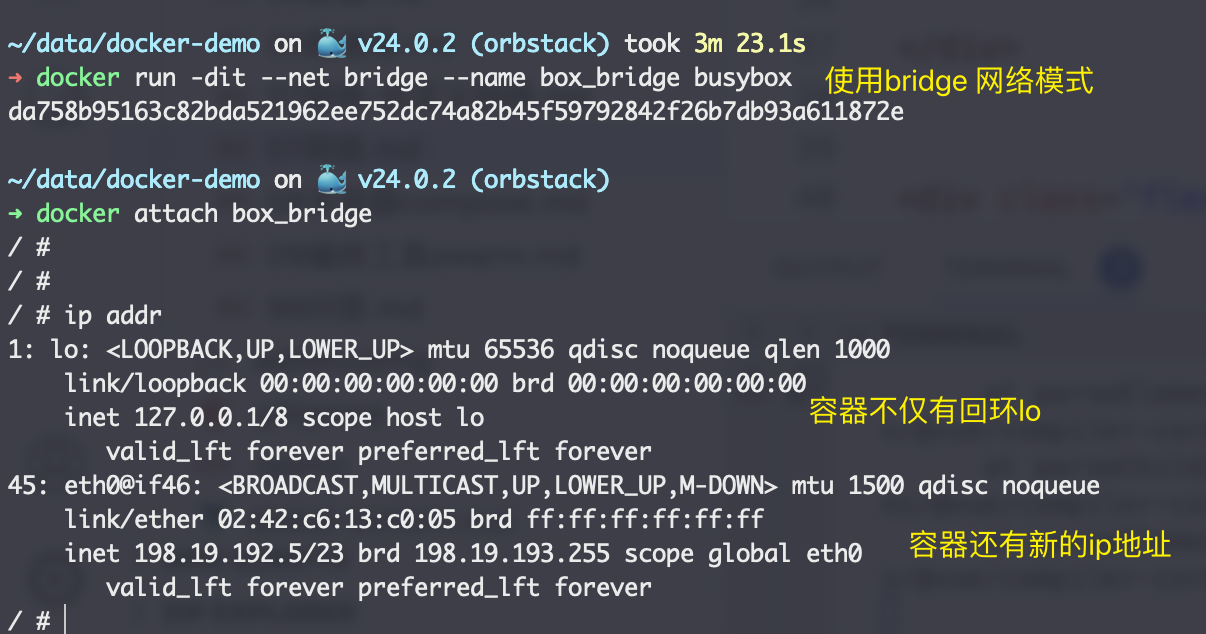 ~/data/docker-demo on 🐳 v24.0.2 (orbstack) took 3m 23.1s
➜ docker run -dit --net bridge --name box_bridge busybox 使用bridge 网络模式
da758b95163c82bda521962ee752dc74a82b45f59792842f26b7db93a611872e
~/data/docker-demo on 🐳 v24.0.2 (orbstack)
➜ docker attach box_bridge
/ #
/ #
/ # ip addr
1: lo: <LOOPBACK,UP,LOWER_UP> mtu 65536 qdisc noqueue qlen 1000
link/loopback 00:00:00:00:00:00 brd 00:00:00:00:00:00
inet 127.0.0.1/8 scope host lo 容器不仅有回环lo
valid_lft forever preferred_lft forever
45: eth0@if46: <BROADCAST,MULTICAST,UP,LOWER_UP,M-DOWN> mtu 1500 qdisc noqueue
link/ether 02:42:c6:13:c0:05 brd ff:ff:ff:ff:ff:ff
inet 198.19.192.5/23 brd 198.19.193.255 scope global eth0 容器还有新的ip地址
valid_lft forever preferred_lft forever
/ #